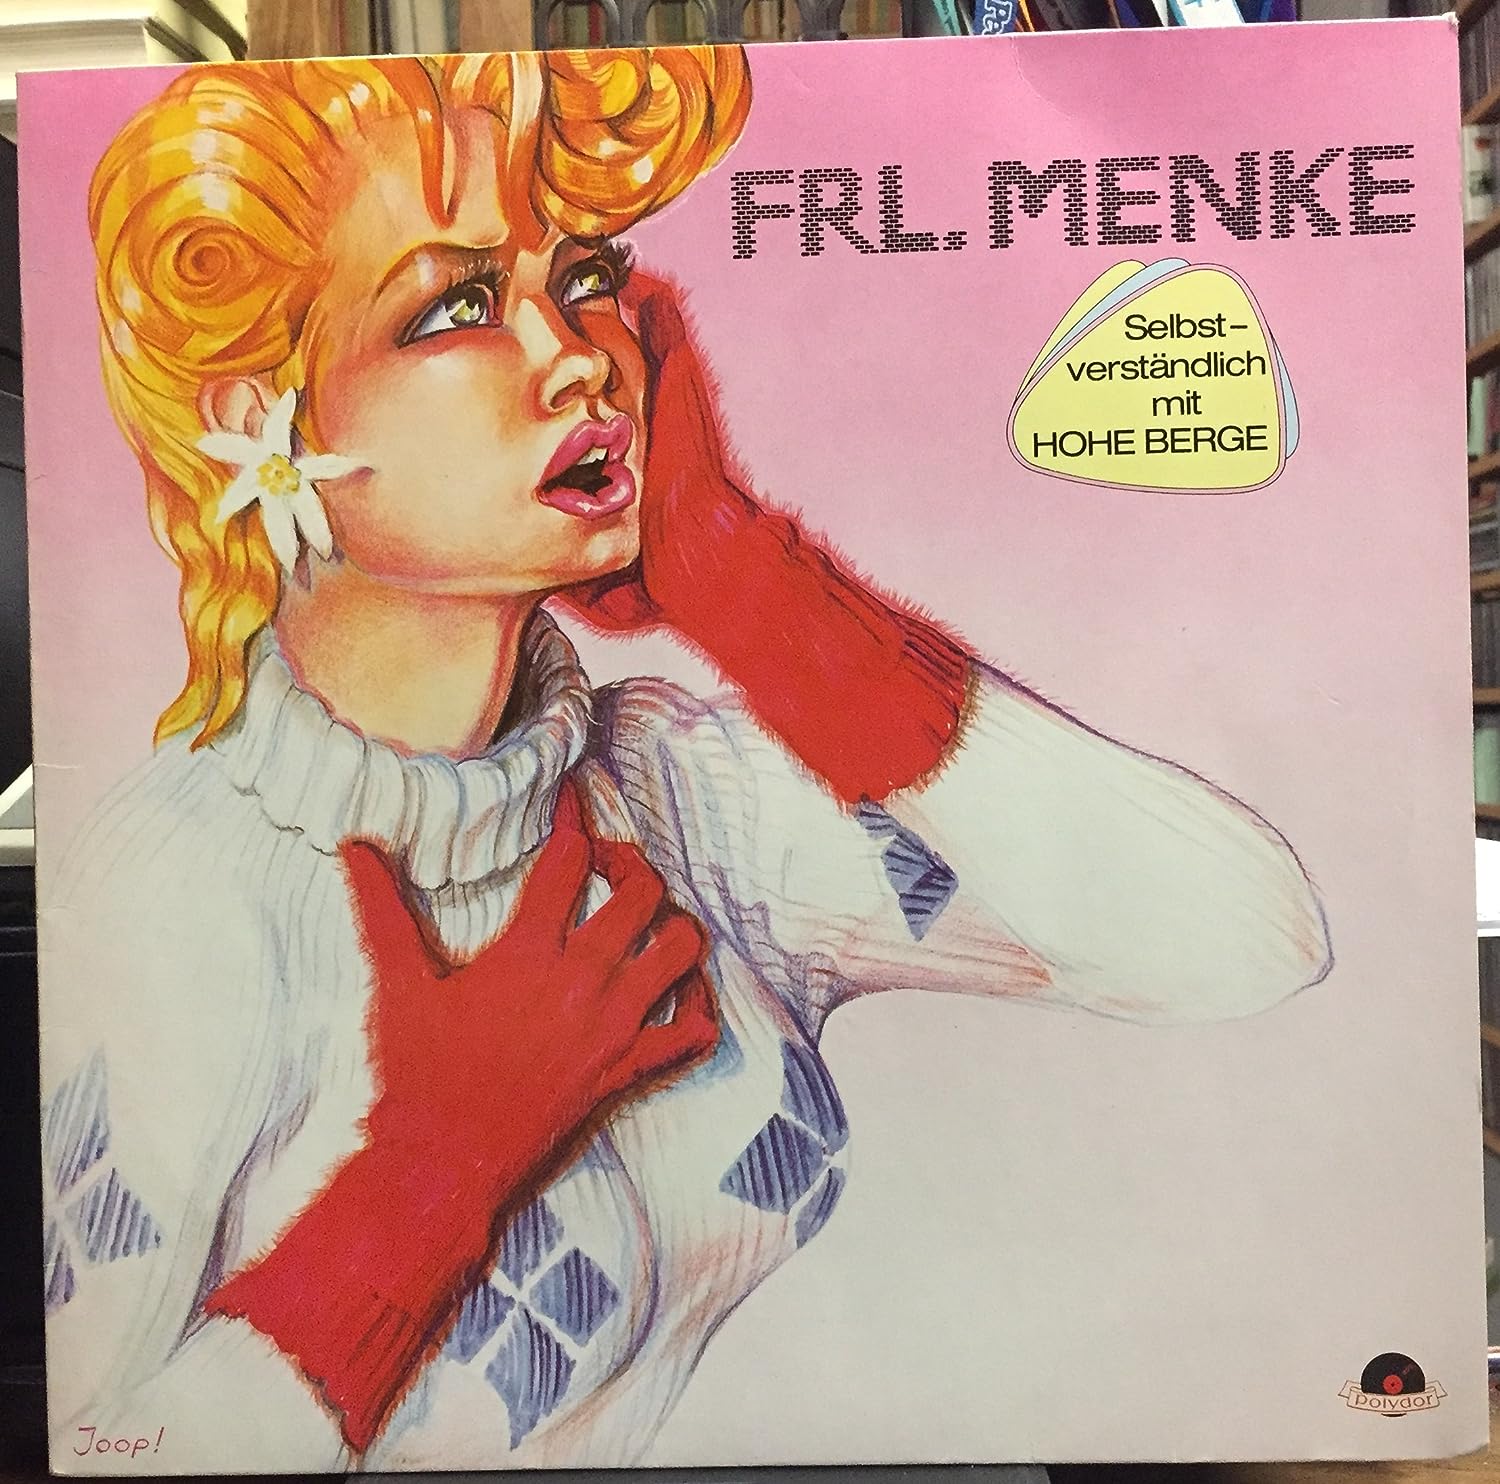 FRL. MENKE
Selbst-
verständlich
mit
HOHE BERGE
polydor
Joop!